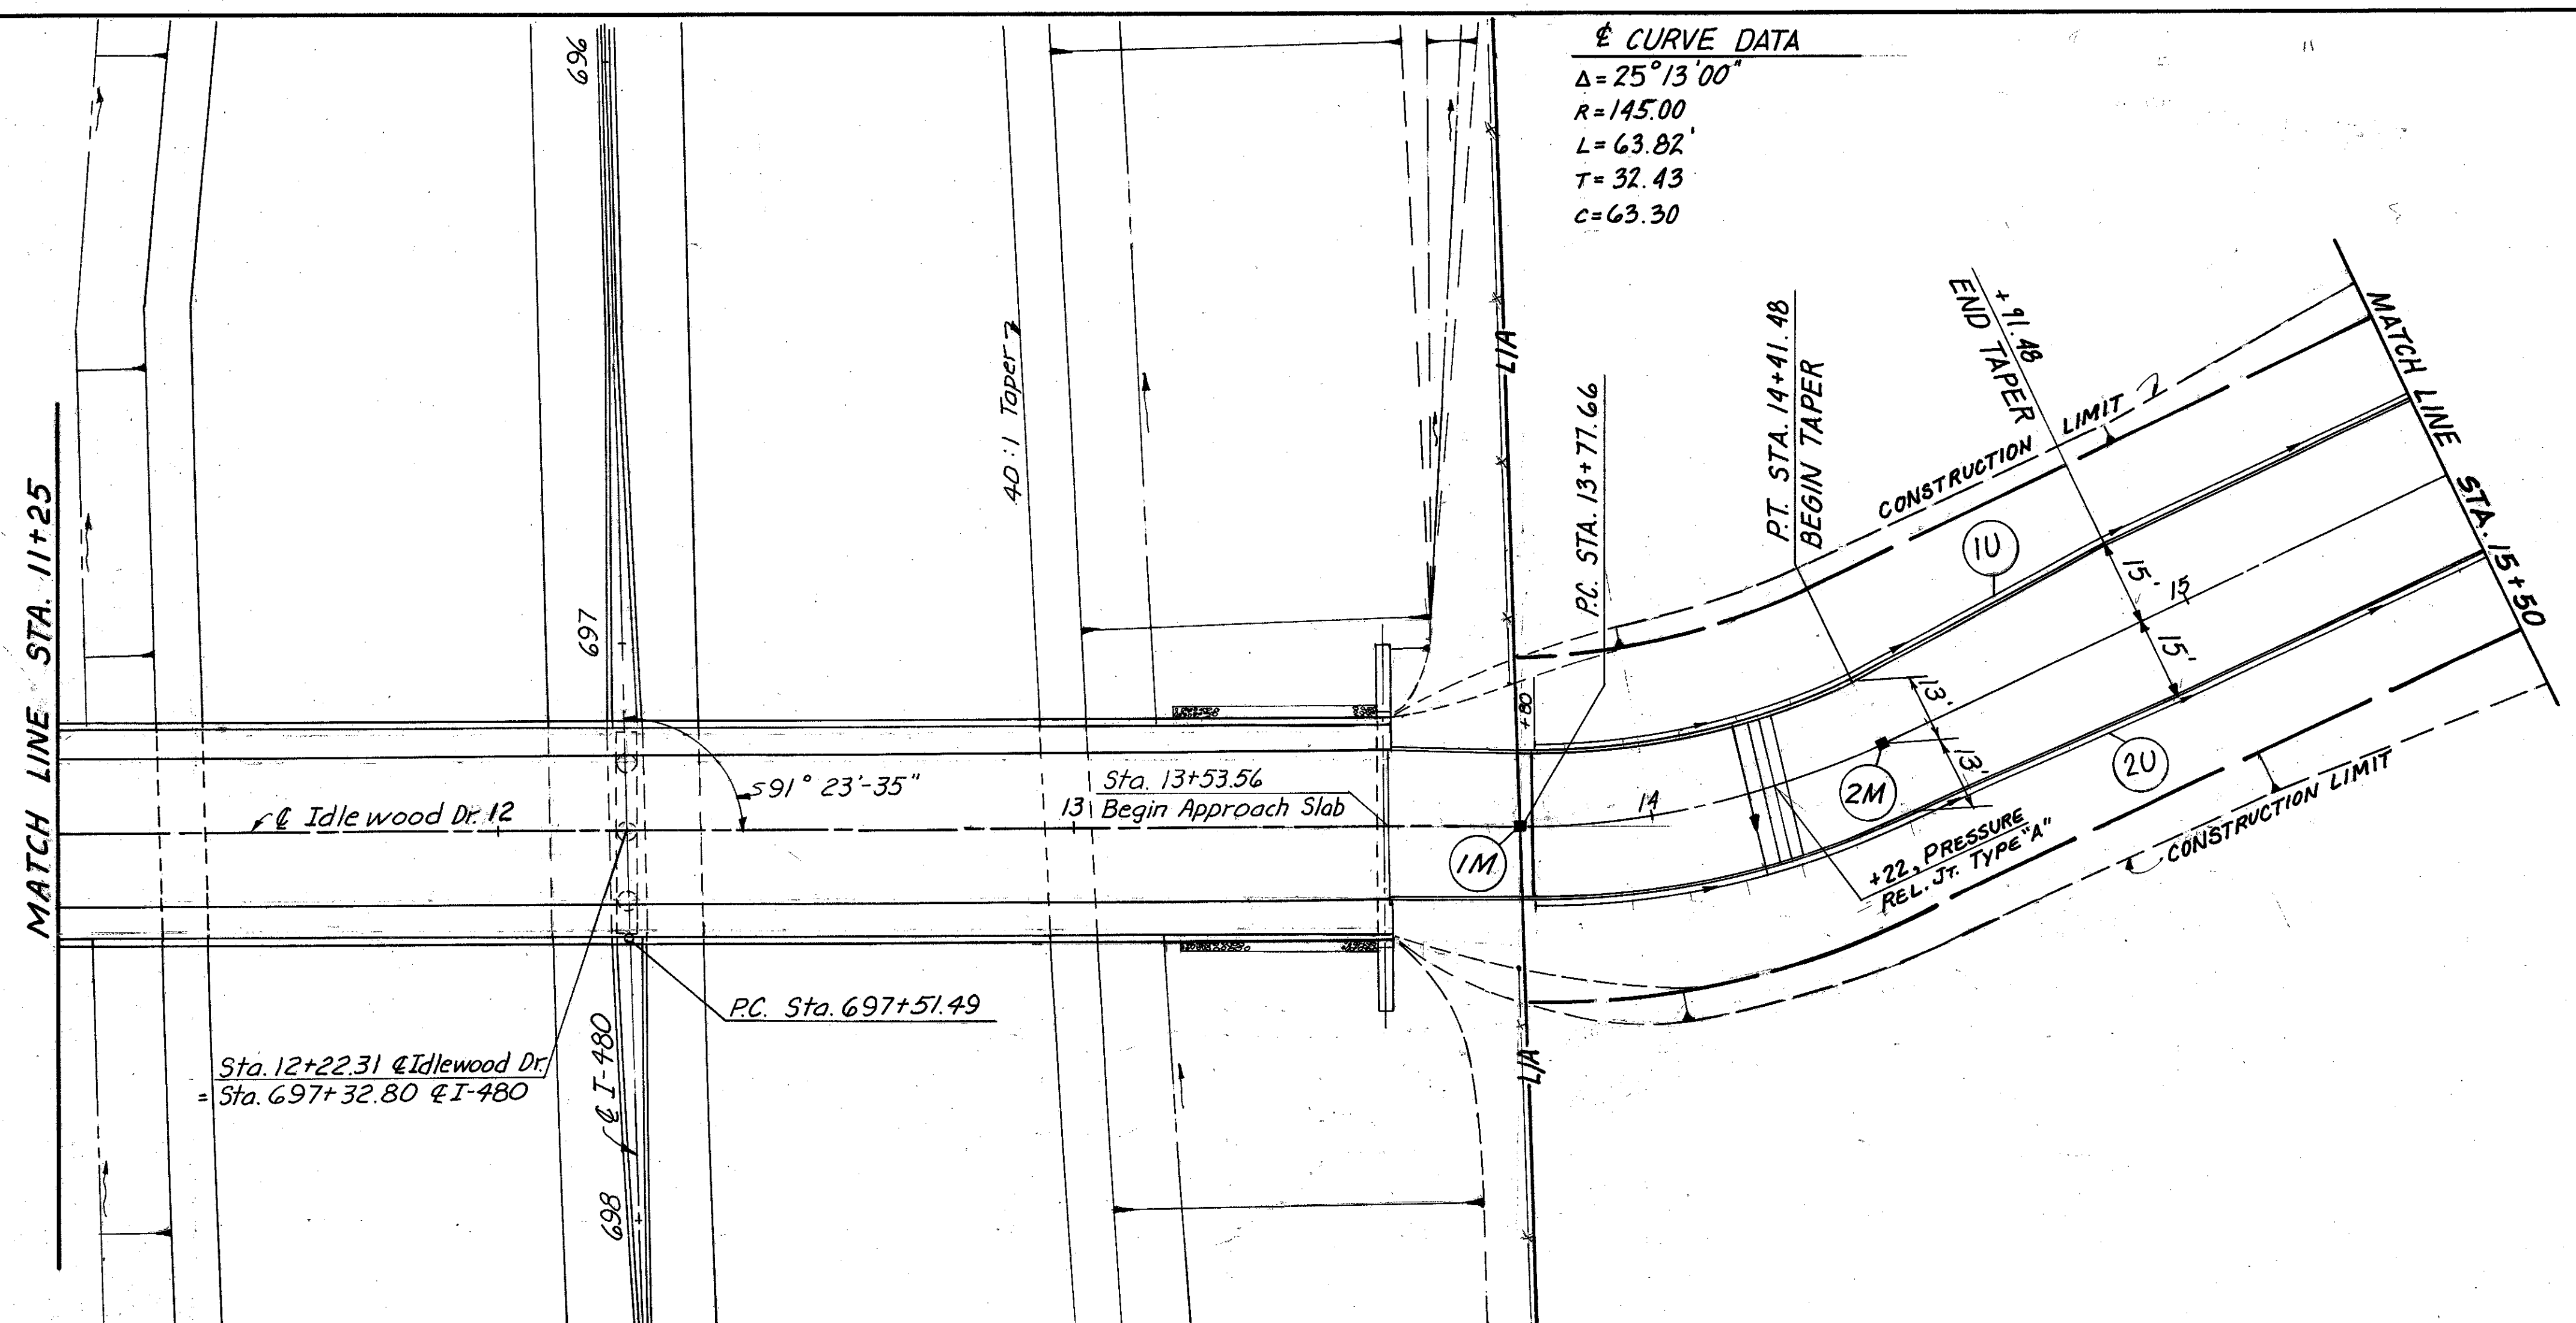 ℄ CURVE DATA
Δ = 25°13'00"
R = 145.00
L = 63.82'
T = 32.43
C = 63.30
696
697
698
40:1 Taper
L/A
L/A
MATCH LINE STA. 11+25
℄ Idlewood Dr.
12
13
14
15
91° 23'-35"
Sta. 13+53.56
Begin Approach Slab
P.C. Sta. 697+51.49
Sta. 12+22.31 ℄ Idlewood Dr.
= Sta. 697+32.80 ℄ I-480
℄ I-480
+80
P.C. STA. 13+77.66
P.T. STA. 14+41.48
BEGIN TAPER
+91.48
END TAPER
CONSTRUCTION LIMIT
1U
15'
15'
13'
13'
1M
2M
2U
+22, PRESSURE
REL. JT. TYPE "A"
CONSTRUCTION LIMIT
MATCH LINE STA. 15+50